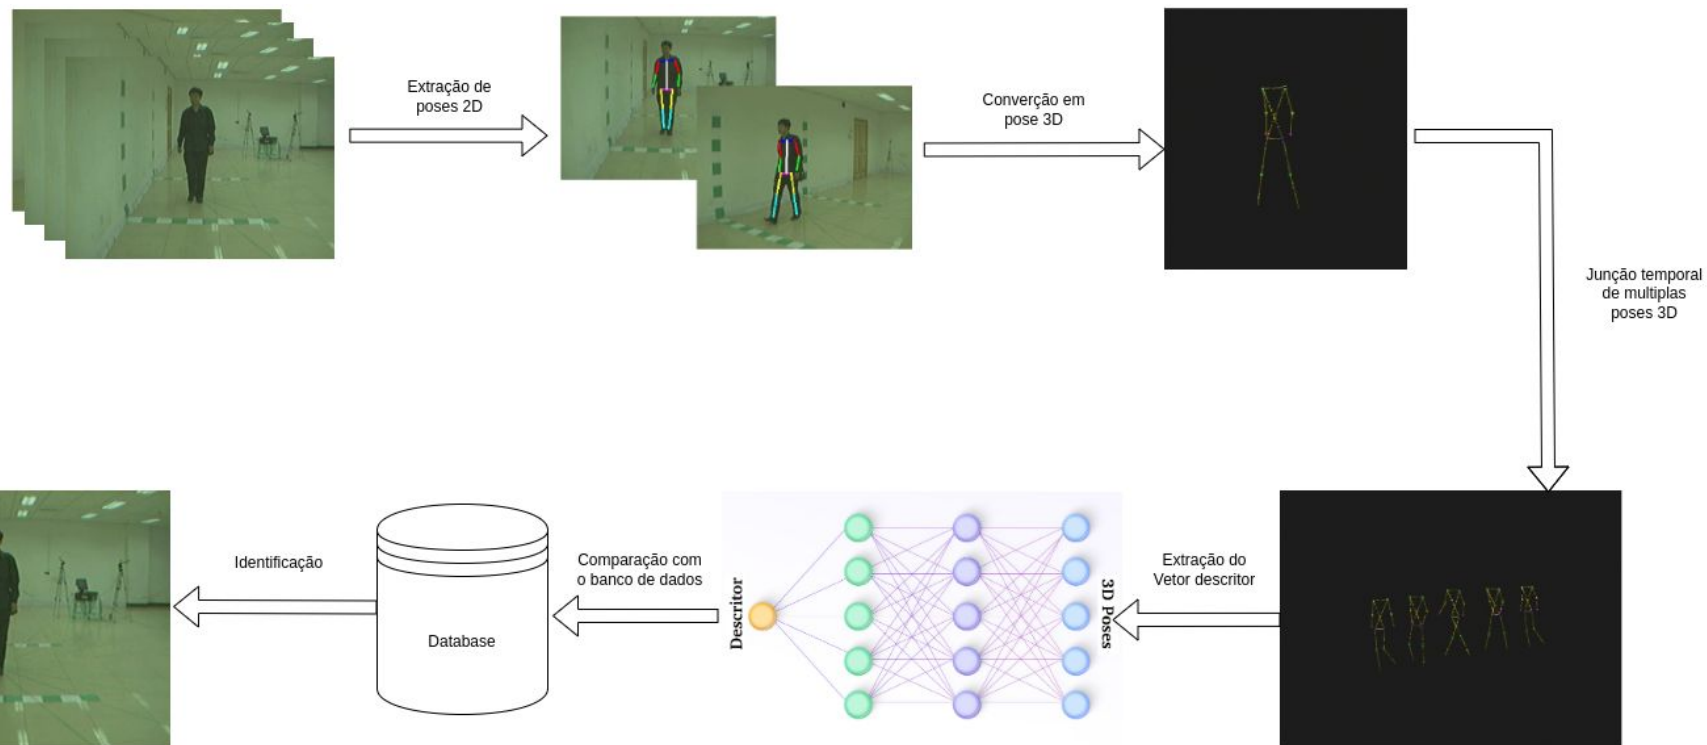 Extração de
poses 2D
Converção em
pose 3D
Junção temporal
de multiplas
poses 3D
Extração do
Vetor descritor
3D Poses
Descritor
Comparação com
o banco de dados
Database
Identificação